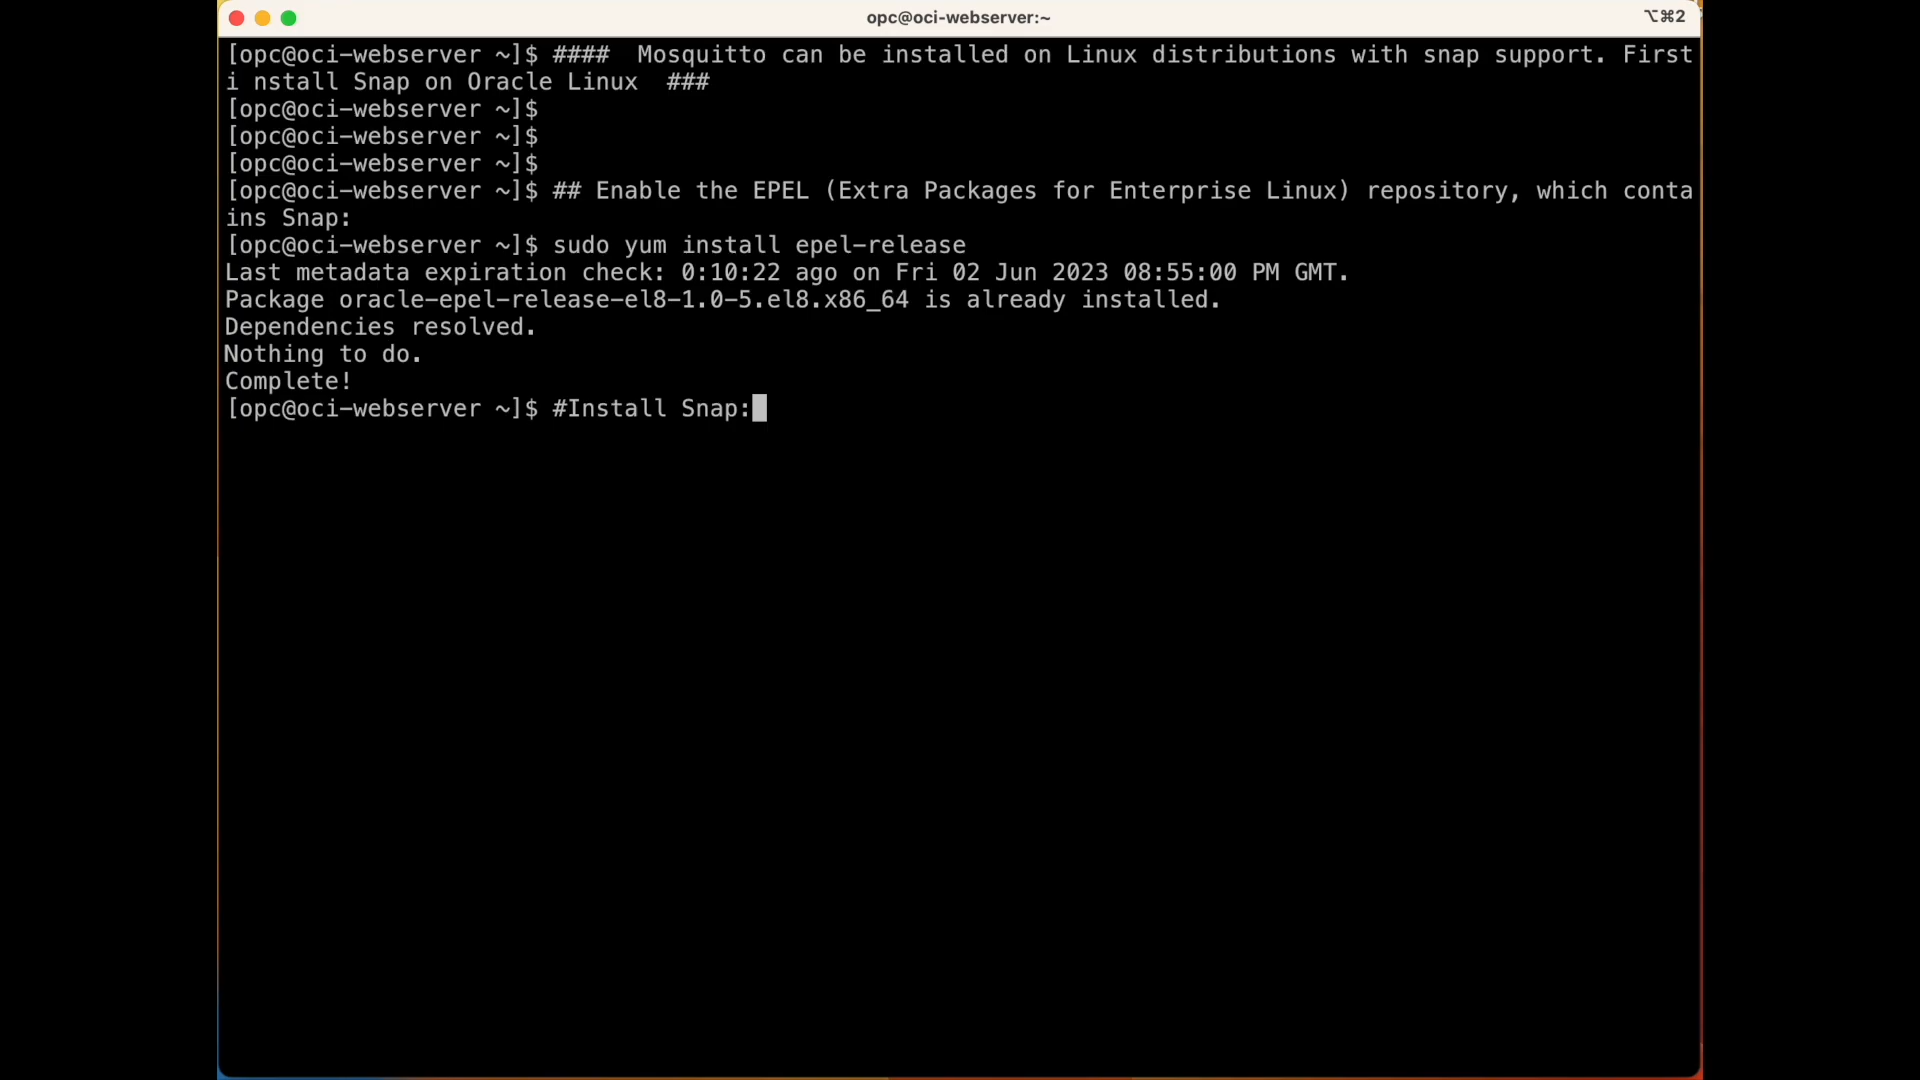 opc@oci-webserver:~
⌥⌘2
[opc@oci-webserver ~]$ ####  Mosquitto can be installed on Linux distributions with snap support. First
i nstall Snap on Oracle Linux  ###
[opc@oci-webserver ~]$
[opc@oci-webserver ~]$
[opc@oci-webserver ~]$
[opc@oci-webserver ~]$ ## Enable the EPEL (Extra Packages for Enterprise Linux) repository, which conta
ins Snap:
[opc@oci-webserver ~]$ sudo yum install epel-release
Last metadata expiration check: 0:10:22 ago on Fri 02 Jun 2023 08:55:00 PM GMT.
Package oracle-epel-release-el8-1.0-5.el8.x86_64 is already installed.
Dependencies resolved.
Nothing to do.
Complete!
[opc@oci-webserver ~]$ #Install Snap: